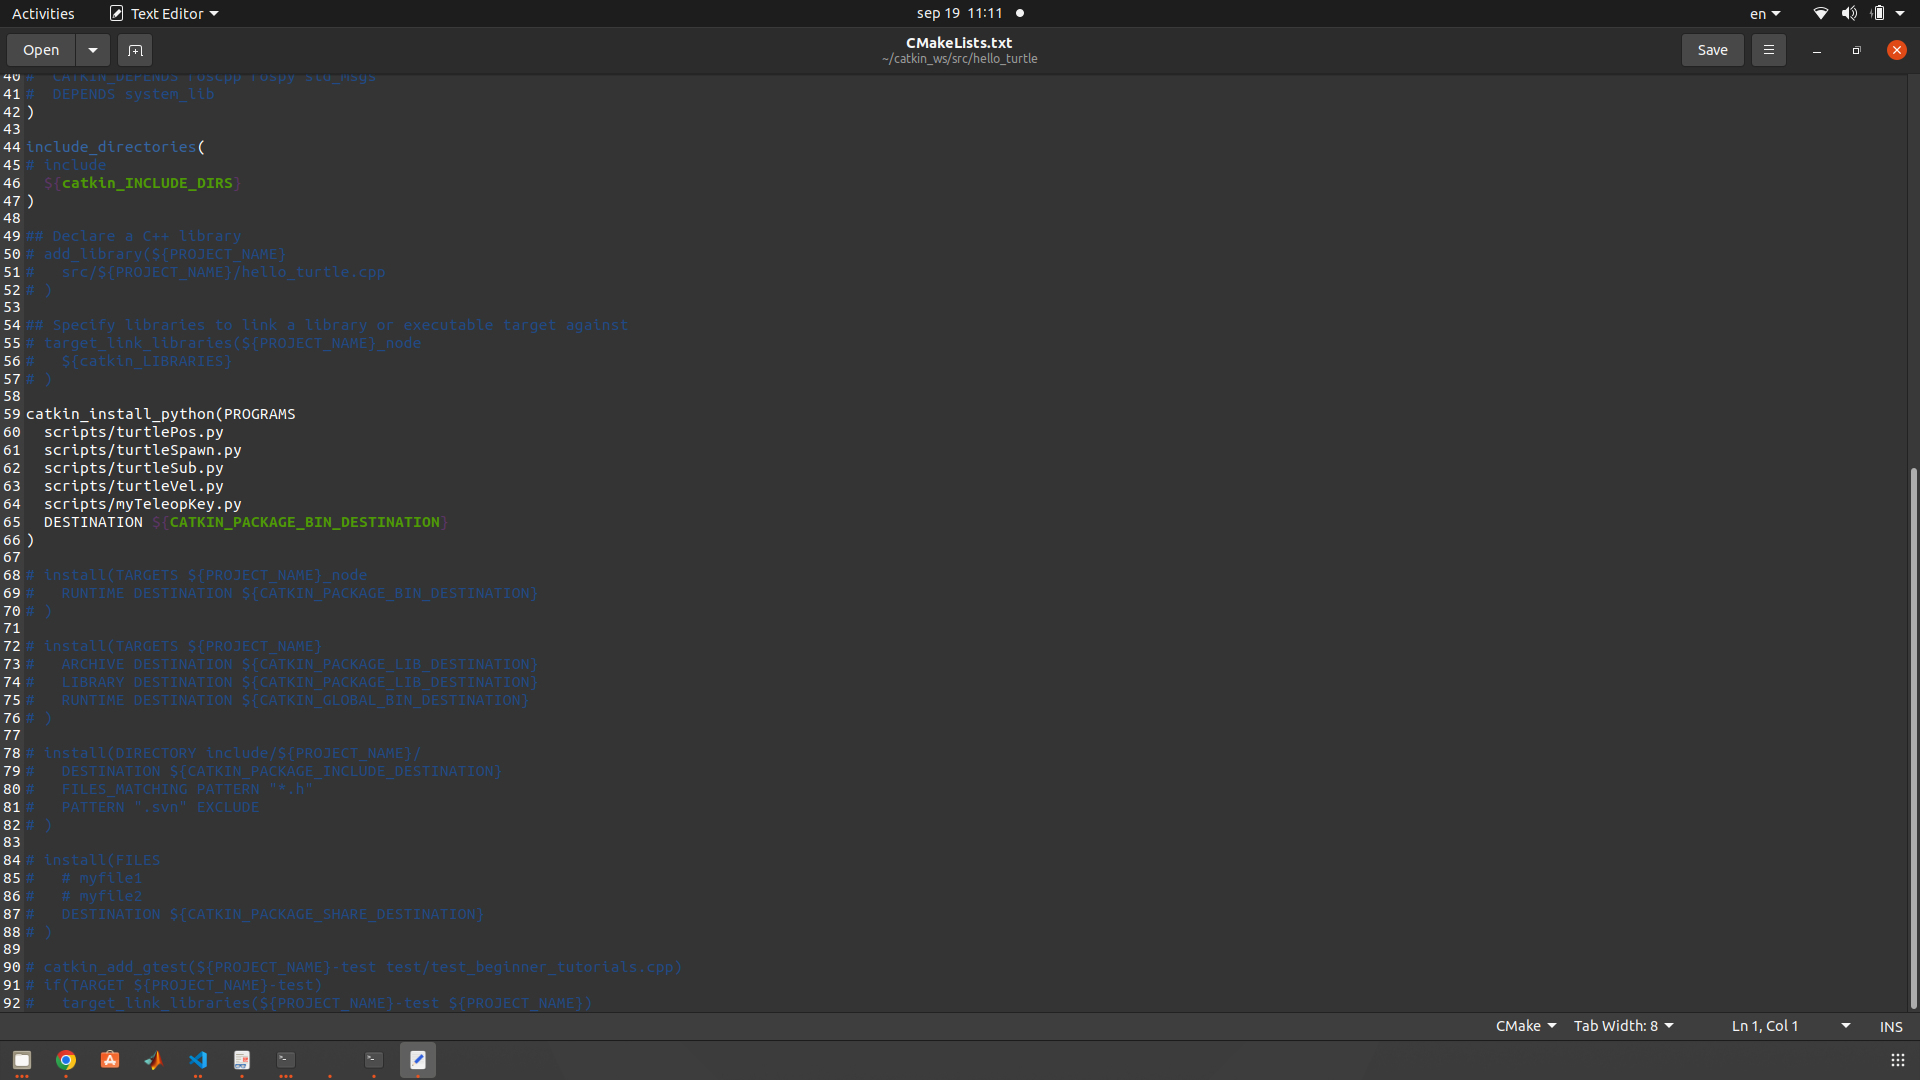 Activities
Text Editor
sep 19 11:11
en
Open
CMakeLists.txt
~/catkin_ws/src/hello_turtle
Save
40 #  CATKIN_DEPENDS roscpp rospy std_msgs
41 #  DEPENDS system_lib
42 )
43
44 include_directories(
45 # include
46   ${catkin_INCLUDE_DIRS}
47 )
48
49 ## Declare a C++ library
50 # add_library(${PROJECT_NAME}
51 #   src/${PROJECT_NAME}/hello_turtle.cpp
52 # )
53
54 ## Specify libraries to link a library or executable target against
55 # target_link_libraries(${PROJECT_NAME}_node
56 #   ${catkin_LIBRARIES}
57 # )
58
59 catkin_install_python(PROGRAMS
60   scripts/turtlePos.py
61   scripts/turtleSpawn.py
62   scripts/turtleSub.py
63   scripts/turtleVel.py
64   scripts/myTeleopKey.py
65   DESTINATION ${CATKIN_PACKAGE_BIN_DESTINATION}
66 )
67
68 # install(TARGETS ${PROJECT_NAME}_node
69 #   RUNTIME DESTINATION ${CATKIN_PACKAGE_BIN_DESTINATION}
70 # )
71
72 # install(TARGETS ${PROJECT_NAME}
73 #   ARCHIVE DESTINATION ${CATKIN_PACKAGE_LIB_DESTINATION}
74 #   LIBRARY DESTINATION ${CATKIN_PACKAGE_LIB_DESTINATION}
75 #   RUNTIME DESTINATION ${CATKIN_GLOBAL_BIN_DESTINATION}
76 # )
77
78 # install(DIRECTORY include/${PROJECT_NAME}/
79 #   DESTINATION ${CATKIN_PACKAGE_INCLUDE_DESTINATION}
80 #   FILES_MATCHING PATTERN "*.h"
81 #   PATTERN ".svn" EXCLUDE
82 # )
83
84 # install(FILES
85 #   # myfile1
86 #   # myfile2
87 #   DESTINATION ${CATKIN_PACKAGE_SHARE_DESTINATION}
88 # )
89
90 # catkin_add_gtest(${PROJECT_NAME}-test test/test_beginner_tutorials.cpp)
91 # if(TARGET ${PROJECT_NAME}-test)
92 #   target_link_libraries(${PROJECT_NAME}-test ${PROJECT_NAME})
CMake
Tab Width: 8
Ln 1, Col 1
INS